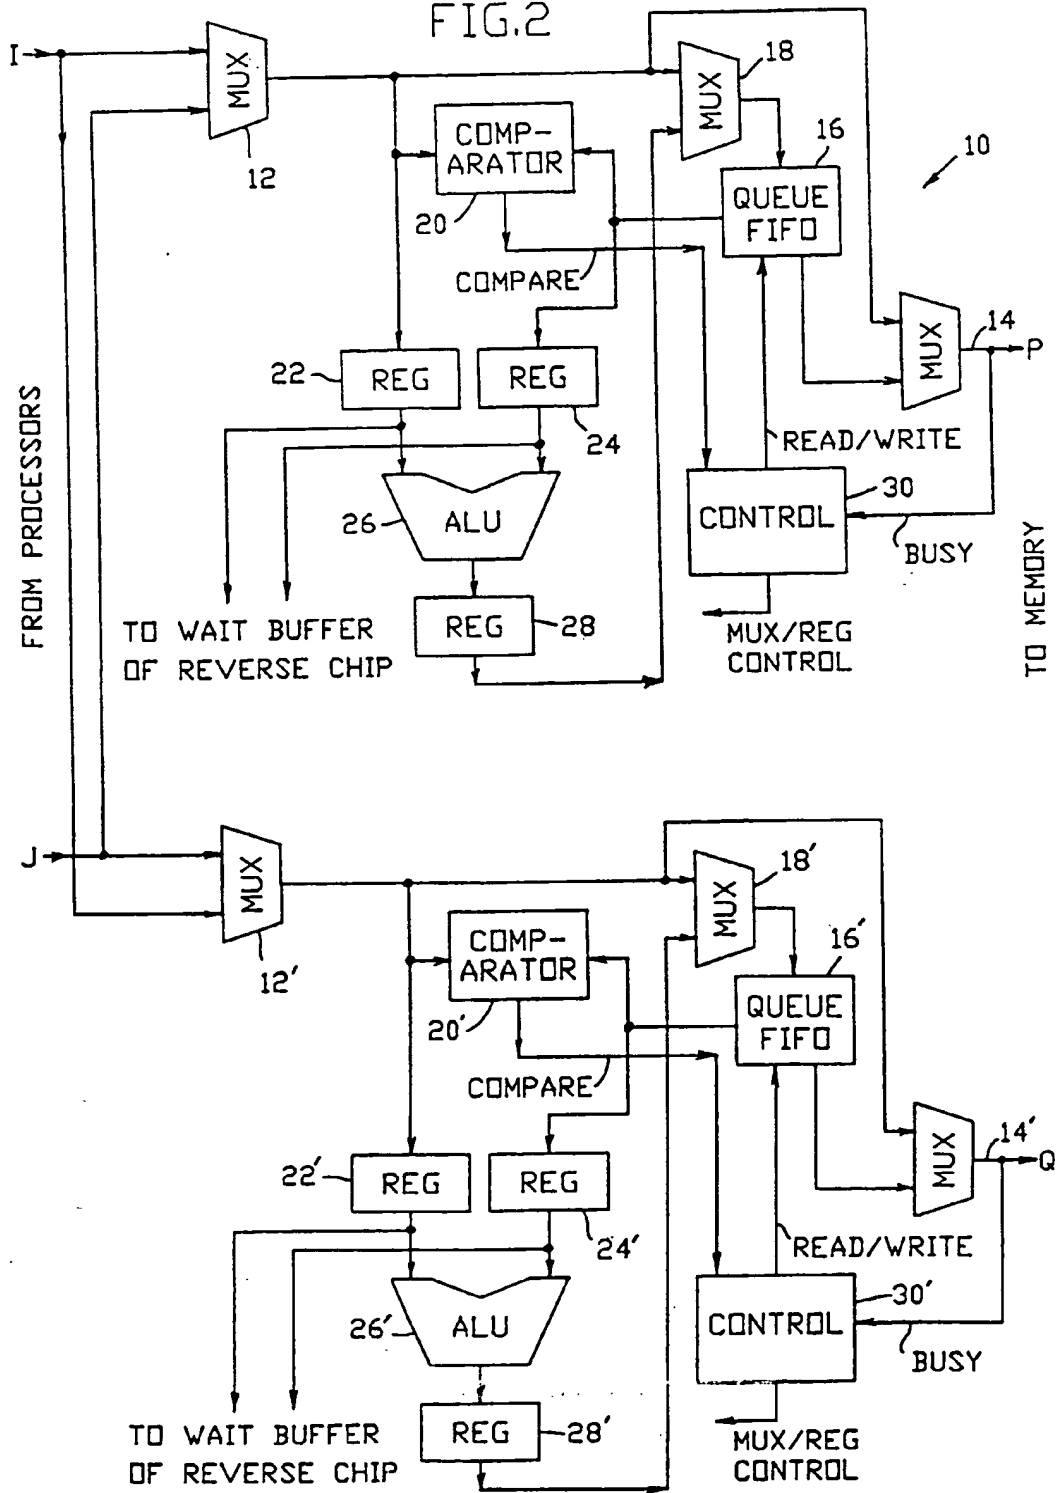 FIG.2
I
MUX
12
COMP-
ARATOR
20
MUX
18
16
QUEUE
FIFO
10
COMPARE
22
REG
REG
24
MUX
14
P
READ/WRITE
26
ALU
CONTROL
30
BUSY
FROM PROCESSORS
TO MEMORY
TO WAIT BUFFER
OF REVERSE CHIP
REG
28
MUX/REG
CONTROL
J
MUX
12′
COMP-
ARATOR
20′
MUX
18′
16′
QUEUE
FIFO
COMPARE
22′
REG
REG
24′
MUX
14′
Q
READ/WRITE
26′
ALU
CONTROL
30′
BUSY
TO WAIT BUFFER
OF REVERSE CHIP
REG
28′
MUX/REG
CONTROL